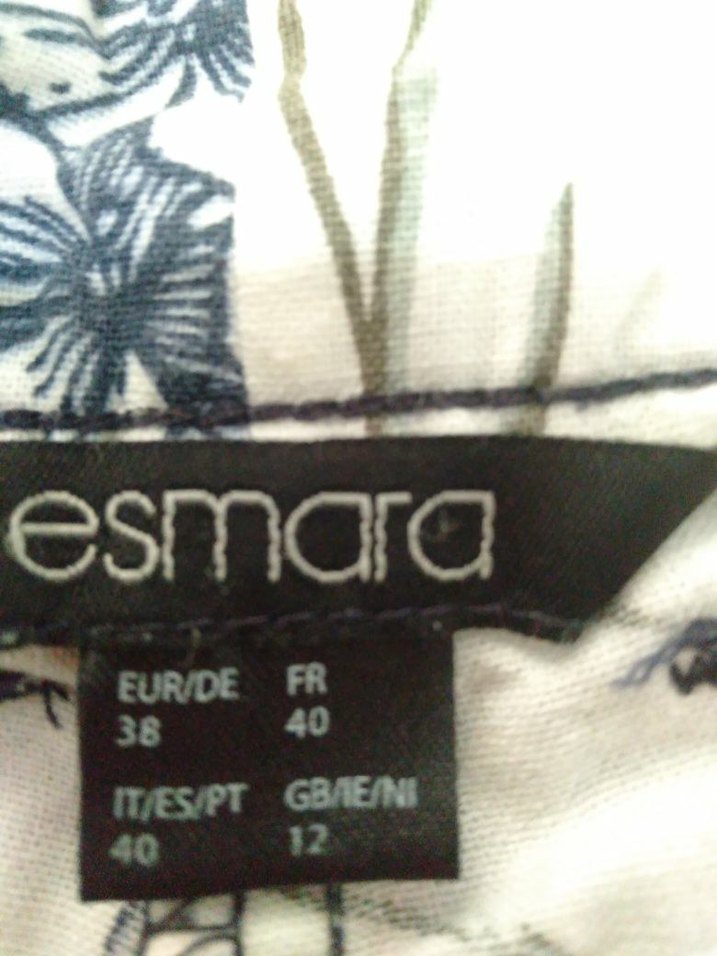 esmara
EUR/DE FR
38 40
IT/ES/PT GB/IE/NI
40 12